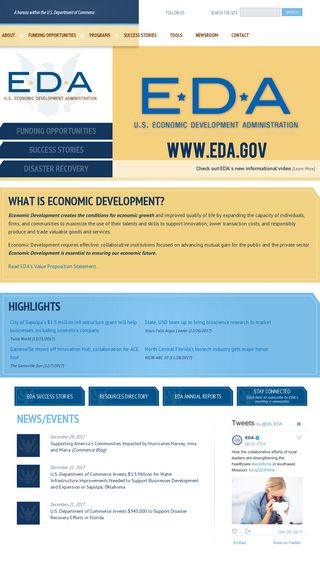 A bureau within the U.S. Department of Commerce
FOLLOW US
SEARCH THE SITE
SEARCH
ABOUT FUNDING OPPORTUNITIES PROGRAMS SUCCESS STORIES TOOLS NEWSROOM CONTACT
EDA
U.S. ECONOMIC DEVELOPMENT ADMINISTRATION
FUNDING OPPORTUNITIES
SUCCESS STORIES
DISASTER RECOVERY
EDA
U.S. ECONOMIC DEVELOPMENT ADMINISTRATION
WWW.EDA.GOV
Check out EDA's new informational video [Learn More]
WHAT IS ECONOMIC DEVELOPMENT?
Economic Development creates the conditions for economic growth and improved quality of life by expanding the capacity of individuals,
firms, and communities to maximize the use of their talents and skills to support innovation, lower transaction costs, and responsibly
produce and trade valuable goods and services.
Economic Development requires effective, collaborative institutions focused on advancing mutual gain for the public and the private sector.
Economic Development is essential to ensuring our economic future.
Read EDA's Value Proposition Statement.
HIGHLIGHTS
City of Sapulpa's $1.5 million infrastructure grant will help
businesses, including cosmetics company
Tulsa World (12/21/2017)
Gainesville shows off Innovation Hub, collaboration for ACE
tour
The Gainesville Sun (12/7/2017)
State, USD team up to bring bioscience research to market
Sioux Falls Argus Leader (12/20/2017)
North Central Florida's biotech industry gets major honor
WCJB-ABC 20 (11/28/2017)
EDA SUCCESS STORIES
RESOURCES DIRECTORY
EDA ANNUAL REPORTS
STAY CONNECTED
Click here to subscribe to EDA's
monthly e-newsletter
NEWS/EVENTS
December 28, 2017
Supporting America's Communities Impacted by Hurricanes Harvey, Irma
and Maria (Commerce Blog)
December 21, 2017
U.S. Department of Commerce Invests $1.5 Million for Water
Infrastructure Improvements Needed to Support Businesses Development
and Expansion in Sapulpa, Oklahoma
December 21, 2017
U.S. Department of Commerce Invests $943,000 to Support Disaster
Recovery Efforts in Florida
Tweets by @US_EDA
EDA
@US_EDA
How the collaborative efforts of local
leaders are strengthening the
healthcare #workforce in southwest
Missouri:
Dec 29, 2017
Embed
View on Twitter